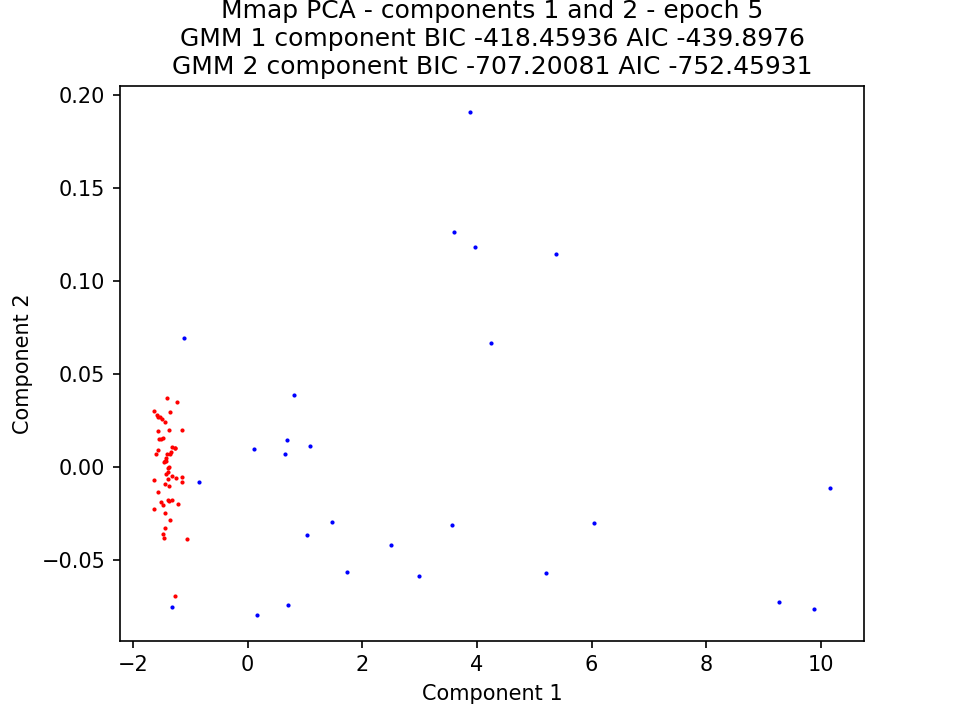 Mmap PCA - components 1 and 2 - epoch 5
GMM 1 component BIC -418.45936 AIC -439.8976
GMM 2 component BIC -707.20081 AIC -752.45931
0.20
0.15
0.10
0.05
0.00
−0.05
Component 2
−2
0
2
4
6
8
10
Component 1